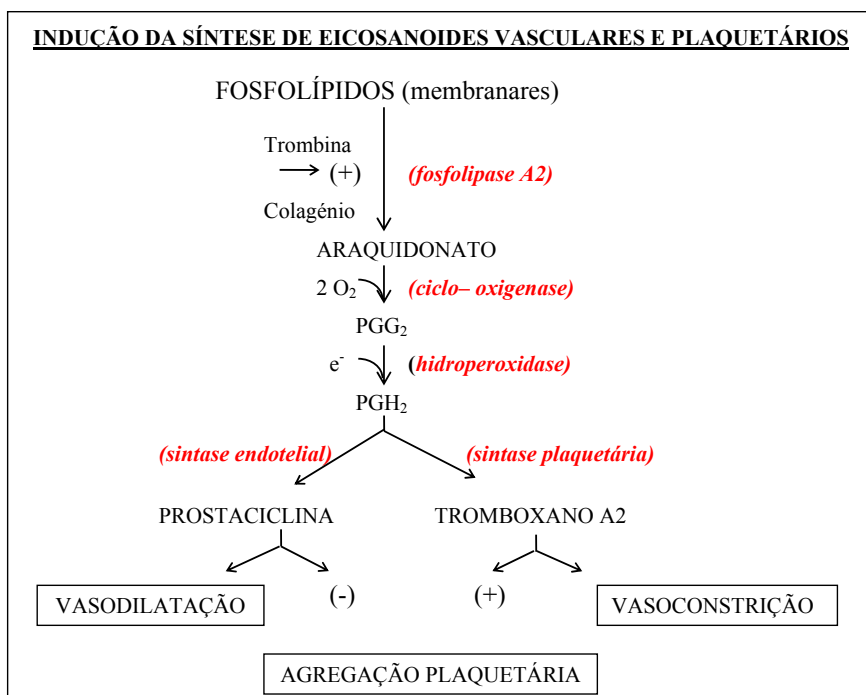 INDUÇÃO DA SÍNTESE DE EICOSANOIDES VASCULARES E PLAQUETÁRIOS
FOSFOLÍPIDOS (membranares)
Trombina
(+) (fosfolipase A2)
Colagénio
ARAQUIDONATO
2 O₂ (ciclo– oxigenase)
PGG₂
e⁻ (hidroperoxidase)
PGH₂
(sintase endotelial) (sintase plaquetária)
PROSTACICLINA TROMBOXANO A2
VASODILATAÇÃO (-) (+) VASOCONSTRIÇÃO
AGREGAÇÃO PLAQUETÁRIA